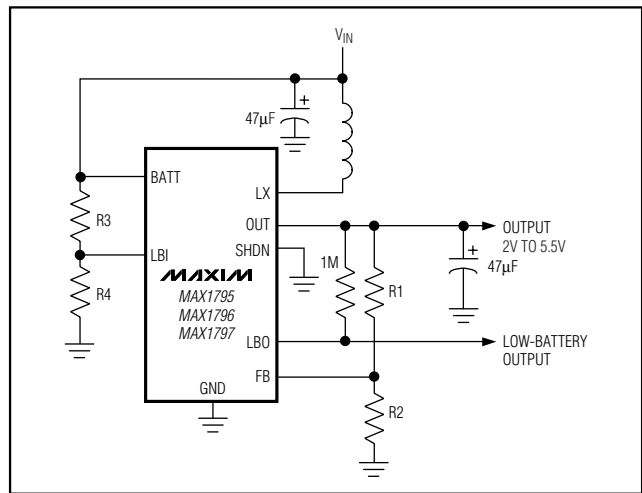 VIN
47µF
BATT
LX
R3
OUT
OUTPUT
2V TO 5.5V
SHDN
LBI
1M
R1
47µF
MAXIM
R4
MAX1795
MAX1796
MAX1797
LBO
LOW-BATTERY
OUTPUT
FB
GND
R2